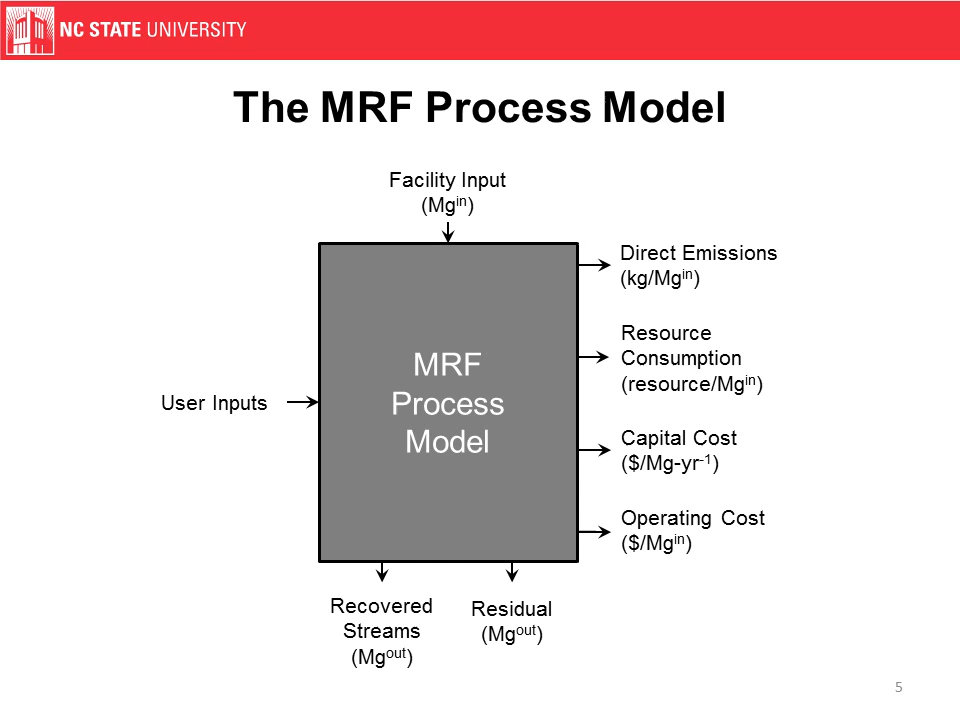 NC STATE UNIVERSITY
The MRF Process Model
Facility Input
(Mgⁱⁿ)
Direct Emissions
(kg/Mgⁱⁿ)
Resource
Consumption
(resource/Mgⁱⁿ)
MRF
Process
Model
User Inputs
Capital Cost
($/Mg-yr⁻¹)
Operating Cost
($/Mgⁱⁿ)
Recovered
Streams
(Mgᵒᵘᵗ)
Residual
(Mgᵒᵘᵗ)
5